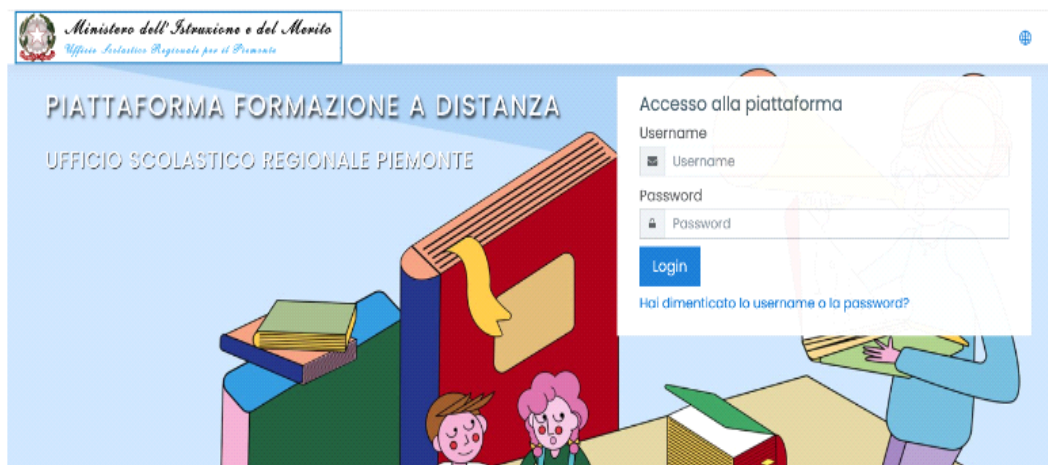 Ministero dell'Istruzione e del Merito
Ufficio Scolastico Regionale per il Piemonte
PIATTAFORMA FORMAZIONE A DISTANZA
UFFICIO SCOLASTICO REGIONALE PIEMONTE
Accesso alla piattaforma
Username
Username
Password
Password
Login
Hai dimenticato lo username o la password?